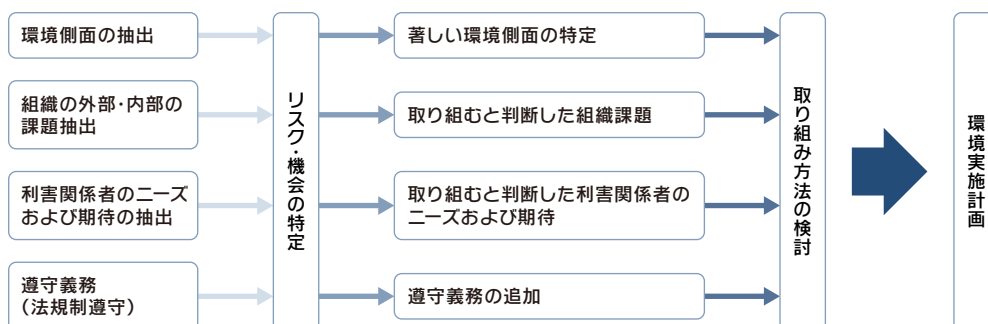 環境側面の抽出
組織の外部・内部の
課題抽出
利害関係者のニーズ
および期待の抽出
遵守義務
(法規制遵守)
リスク・機会の特定
著しい環境側面の特定
取り組むと判断した組織課題
取り組むと判断した利害関係者の
ニーズおよび期待
遵守義務の追加
取り組み方法の検討
環境実施計画